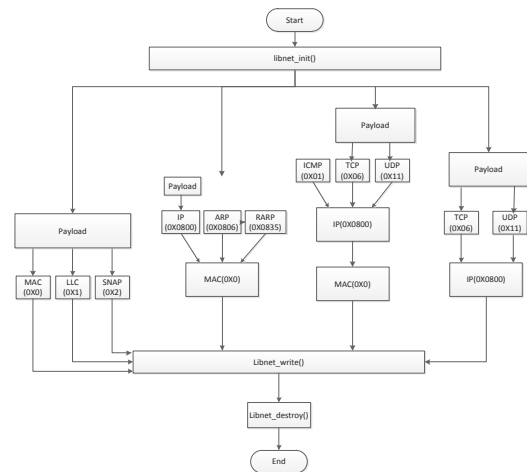 Start
libnet_init()
Payload
ICMP
(0X01)
TCP
(0X06)
UDP
(0X11)
Payload
Payload
IP
(0X0800)
ARP
(0X0806)
RARP
(0X0835)
IP(0X0800)
TCP
(0X06)
UDP
(0X11)
Payload
MAC
(0X0)
LLC
(0X1)
SNAP
(0X2)
MAC(0X0)
MAC(0X0)
IP(0X0800)
Libnet_write()
Libnet_destroy()
End